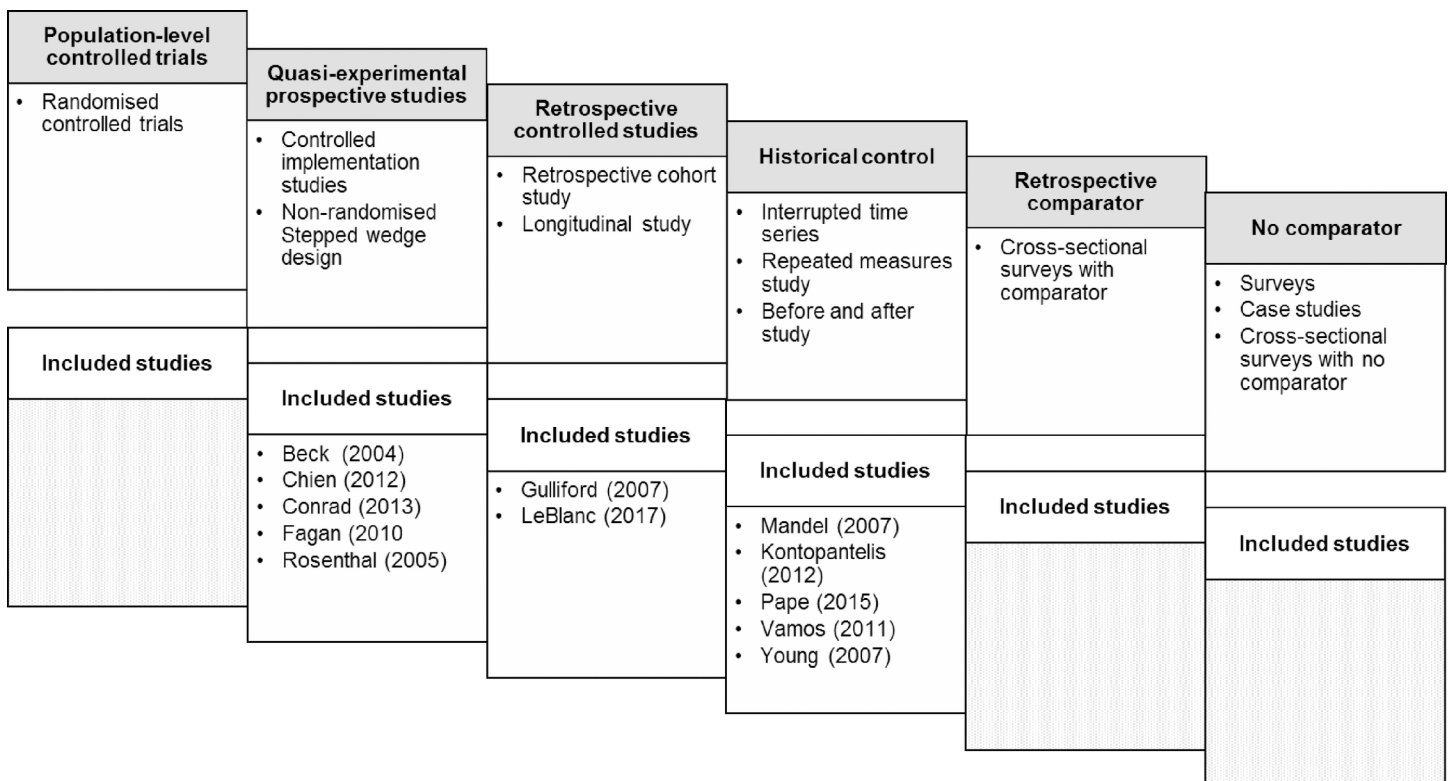 Population-level
controlled trials
• Randomised
controlled trials
Included studies
Quasi-experimental
prospective studies
• Controlled
implementation
studies
• Non-randomised
Stepped wedge
design
Included studies
• Beck (2004)
• Chien (2012)
• Conrad (2013)
• Fagan (2010
• Rosenthal (2005)
Retrospective
controlled studies
• Retrospective cohort
study
• Longitudinal study
Included studies
• Gulliford (2007)
• LeBlanc (2017)
Historical control
• Interrupted time
series
• Repeated measures
study
• Before and after
study
Included studies
• Mandel (2007)
• Kontopantelis
(2012)
• Pape (2015)
• Vamos (2011)
• Young (2007)
Retrospective
comparator
• Cross-sectional
surveys with
comparator
Included studies
No comparator
• Surveys
• Case studies
• Cross-sectional
surveys with no
comparator
Included studies